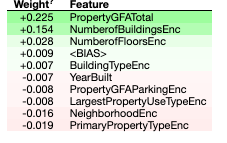 Weight? Feature
+0.225 PropertyGFATotal
+0.154 NumberofBuildingsEnc
+0.028 NumberofFloorsEnc
+0.009 <BIAS>
+0.007 BuildingTypeEnc
-0.007 YearBuilt
-0.008 PropertyGFAParkingEnc
-0.008 LargestPropertyUseTypeEnc
-0.016 NeighborhoodEnc
-0.019 PrimaryPropertyTypeEnc